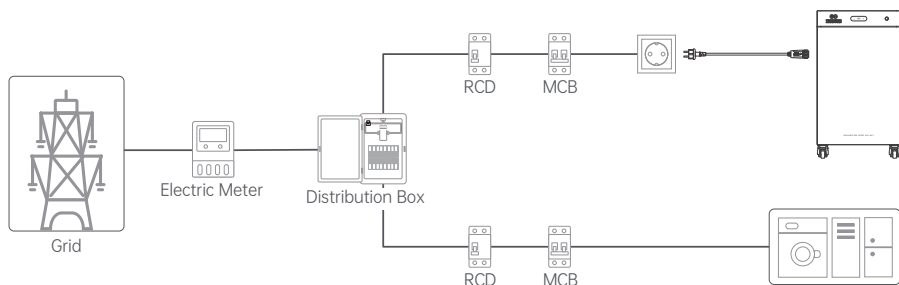 RCD
MCB
Grid
Electric Meter
Distribution Box
RCD
MCB